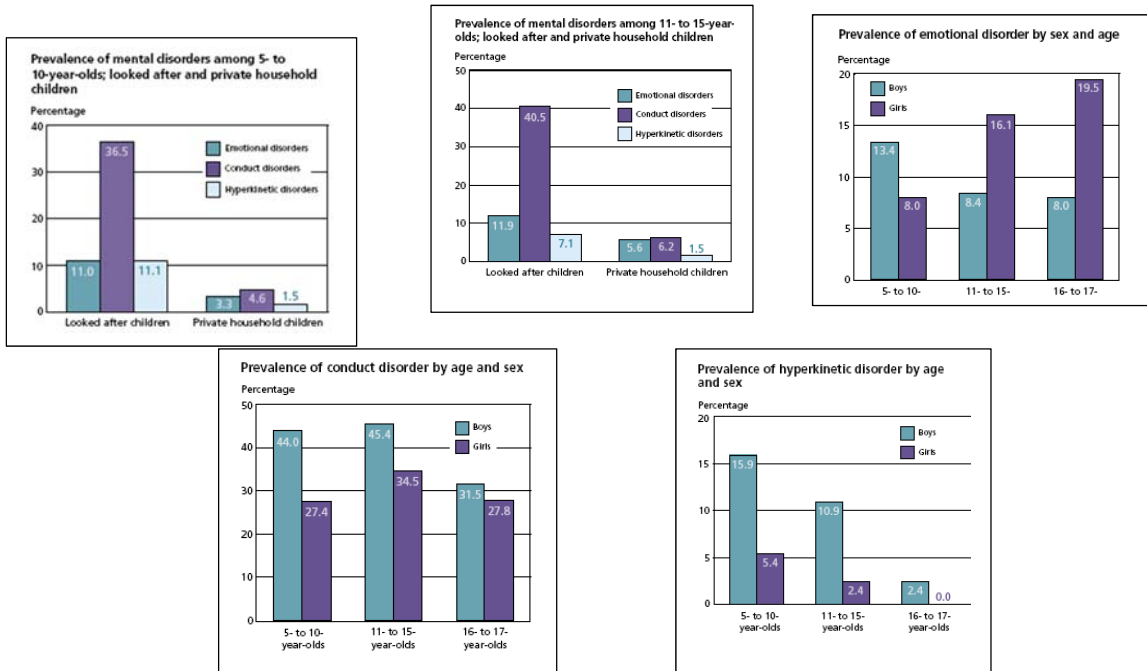 Prevalence of mental disorders among 5- to
10-year-olds; looked after and private household
children
Percentage
40
30
20
10
0
Emotional disorders
Conduct disorders
Hyperkinetic disorders
11.0
36.5
11.1
3.3
4.6
1.5
Looked after children
Private household children
Prevalence of mental disorders among 11- to 15-year-
olds; looked after and private household children
Percentage
50
40
30
20
10
0
Emotional disorders
Conduct disorders
Hyperkinetic disorders
11.9
40.5
7.1
5.6
6.2
1.5
Looked after children
Private household children
Prevalence of emotional disorder by sex and age
20
15
10
5
0
Boys
Girls
13.4
8.0
8.4
16.1
8.0
19.5
5- to 10-
11- to 15-
16- to 17-
Prevalence of conduct disorder by age and sex
Percentage
50
40
30
20
10
0
Boys
Girls
44.0
27.4
45.4
34.5
31.5
27.8
5- to 10-
year-olds
11- to 15-
year-olds
16- to 17-
year-olds
Prevalence of hyperkinetic disorder by age
and sex
Percentage
20
15
10
5
0
Boys
Girls
15.9
5.4
10.9
2.4
2.4
0.0
5- to 10-
year-olds
11- to 15-
year-olds
16- to 17-
year-olds